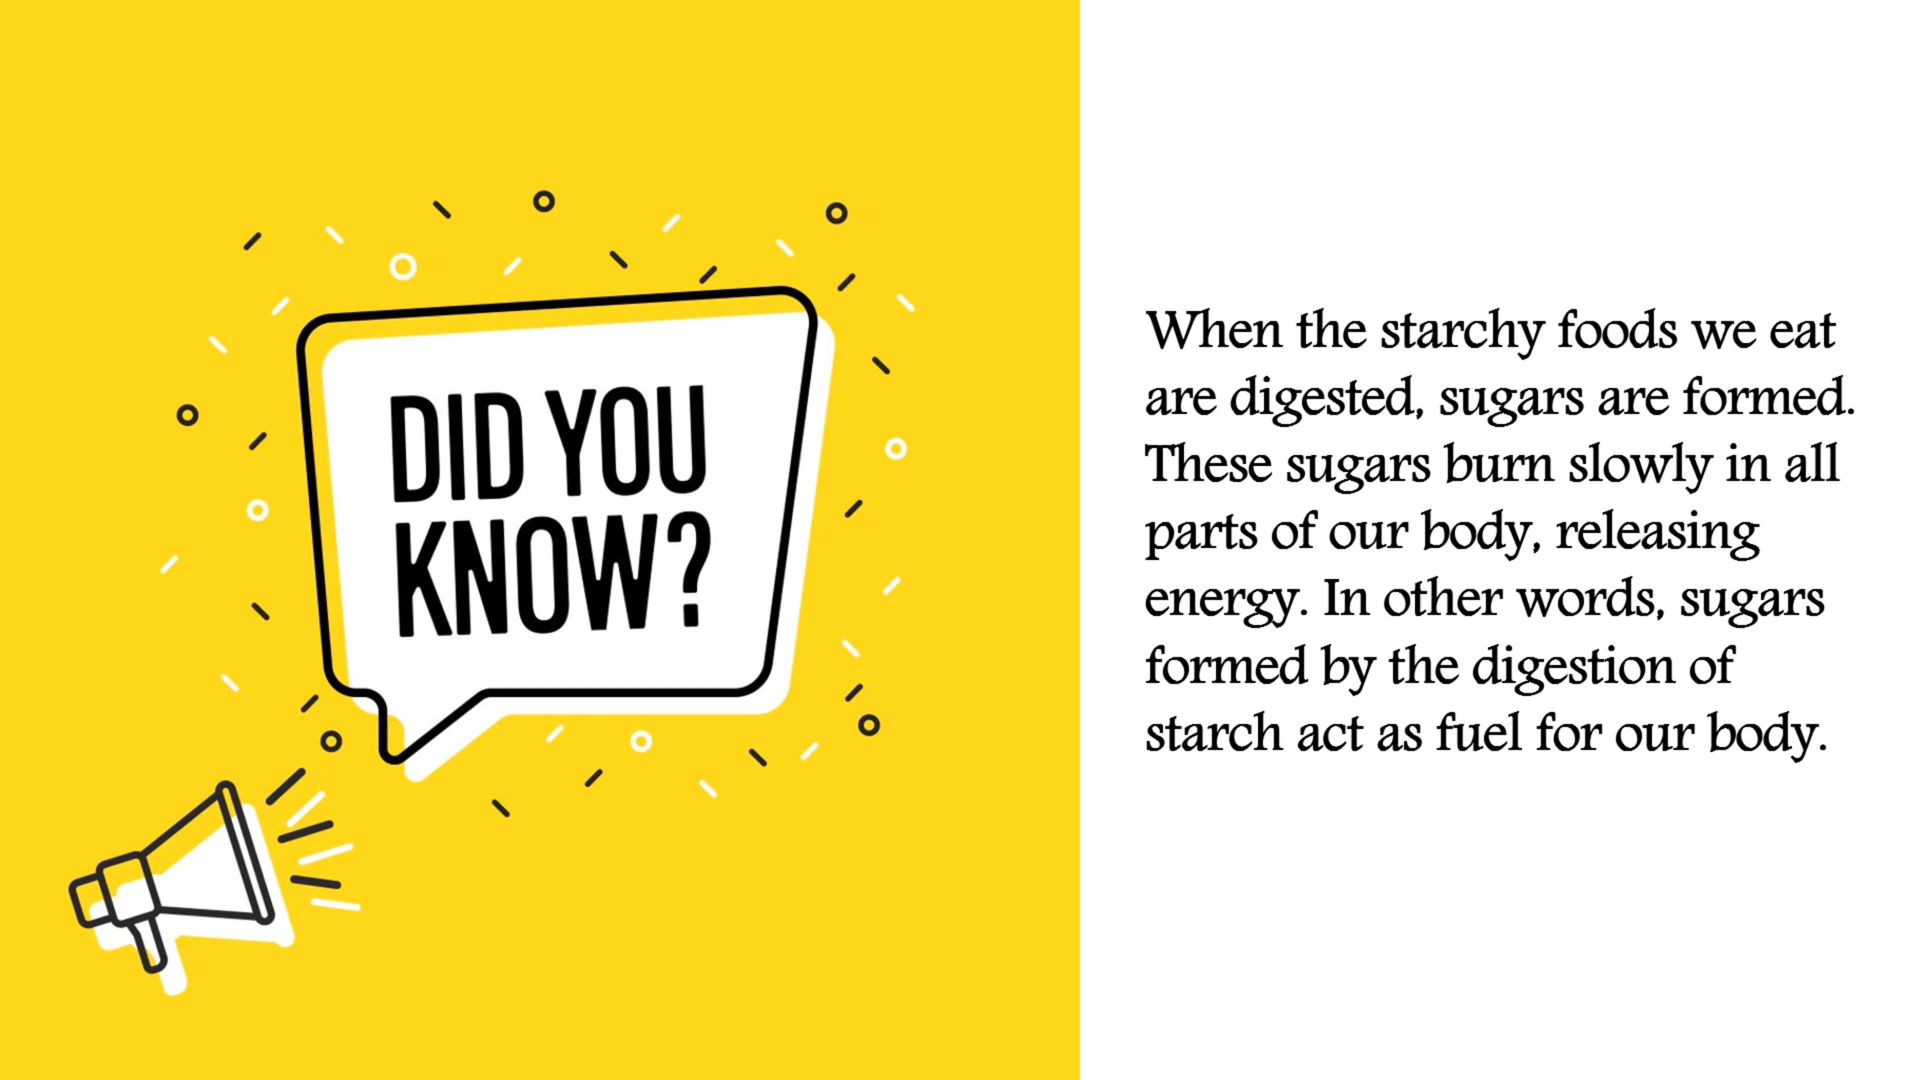 DID YOU
KNOW?
When the starchy foods we eat
are digested, sugars are formed.
These sugars burn slowly in all
parts of our body, releasing
energy. In other words, sugars
formed by the digestion of
starch act as fuel for our body.